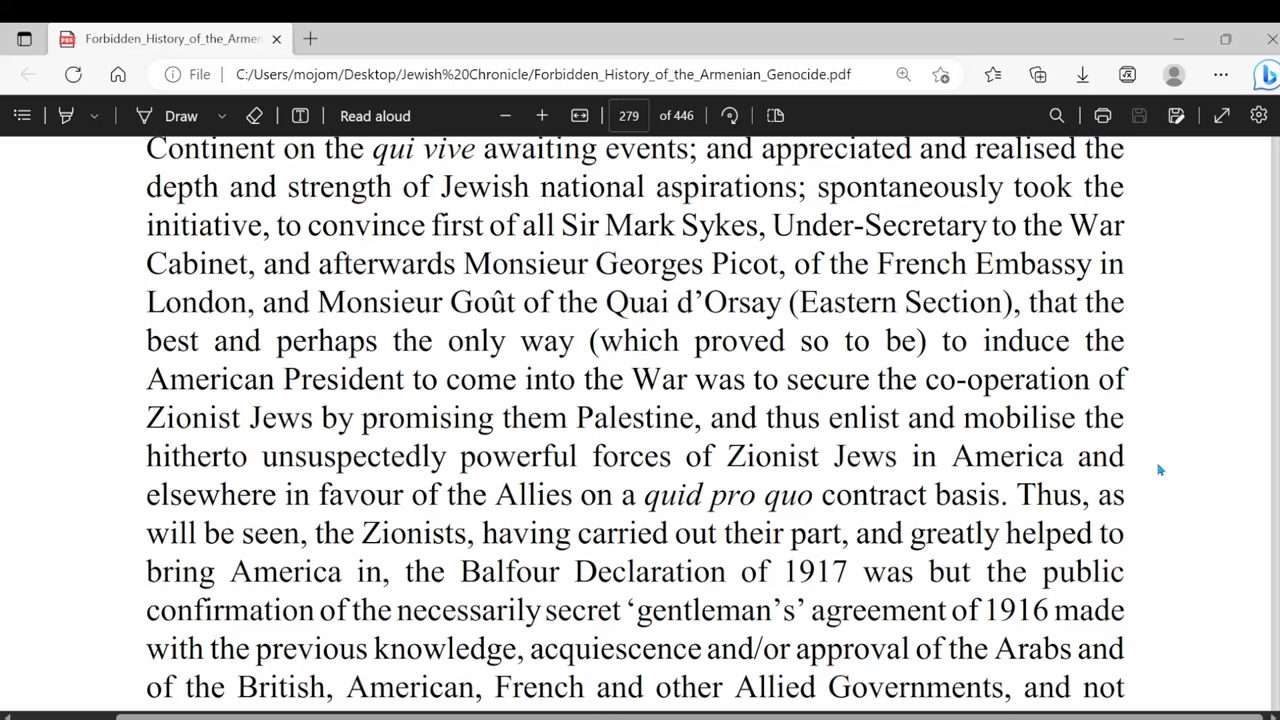 Forbidden_History_of_the_Armen
File C:/Users/mojom/Desktop/Jewish%20Chronicle/Forbidden_History_of_the_Armenian_Genocide.pdf
Draw Read aloud 279 of 446
Continent on the qui vive awaiting events; and appreciated and realised the
depth and strength of Jewish national aspirations; spontaneously took the
initiative, to convince first of all Sir Mark Sykes, Under-Secretary to the War
Cabinet, and afterwards Monsieur Georges Picot, of the French Embassy in
London, and Monsieur Goût of the Quai d’Orsay (Eastern Section), that the
best and perhaps the only way (which proved so to be) to induce the
American President to come into the War was to secure the co-operation of
Zionist Jews by promising them Palestine, and thus enlist and mobilise the
hitherto unsuspectedly powerful forces of Zionist Jews in America and
elsewhere in favour of the Allies on a quid pro quo contract basis. Thus, as
will be seen, the Zionists, having carried out their part, and greatly helped to
bring America in, the Balfour Declaration of 1917 was but the public
confirmation of the necessarily secret ‘gentleman’s’ agreement of 1916 made
with the previous knowledge, acquiescence and/or approval of the Arabs and
of the British, American, French and other Allied Governments, and not